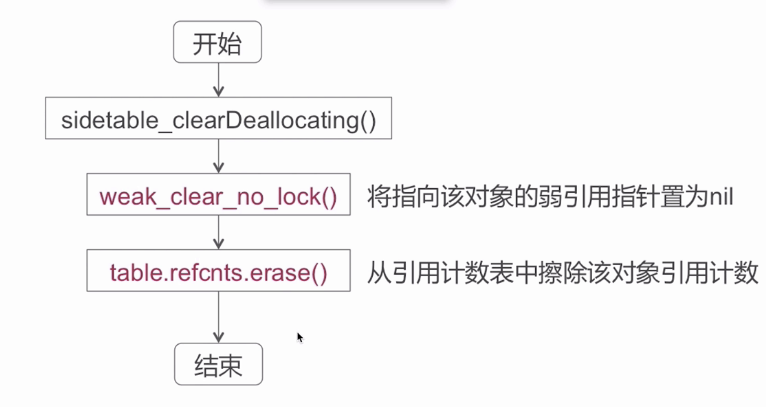 开始
sidetable_clearDeallocating()
weak_clear_no_lock() 将指向该对象的弱引用指针置为nil
table.refcnts.erase() 从引用计数表中擦除该对象引用计数
结束